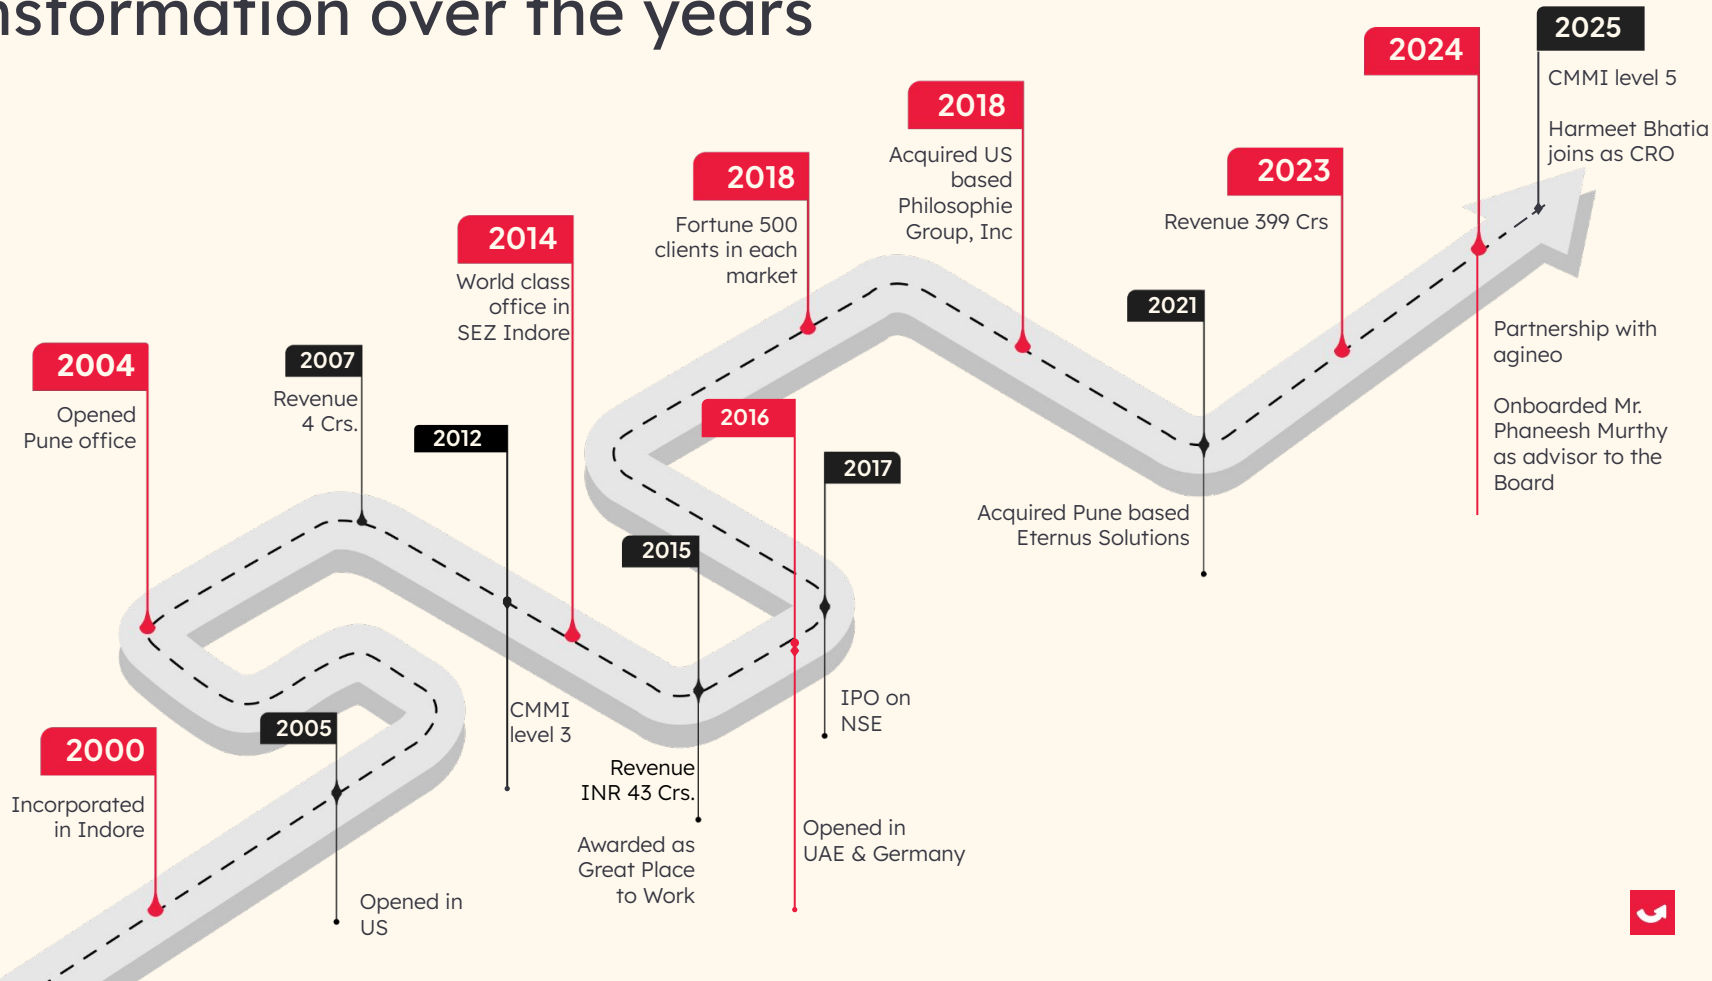 nsformation over the years
2000
Incorporated
in Indore
2005
Opened in
US
2004
Opened
Pune office
2007
Revenue
4 Crs.
2012
CMMI
level 3
2014
World class
office in
SEZ Indore
2015
Revenue
INR 43 Crs.
Awarded as
Great Place
to Work
2016
Opened in
UAE & Germany
2017
IPO on
NSE
2018
Fortune 500
clients in each
market
2018
Acquired US
based
Philosophie
Group, Inc
2021
Acquired Pune based
Eternus Solutions
2023
Revenue 399 Crs
2024
Partnership with
agineo
Onboarded Mr.
Phaneesh Murthy
as advisor to the
Board
2025
CMMI level 5
Harmeet Bhatia
joins as CRO